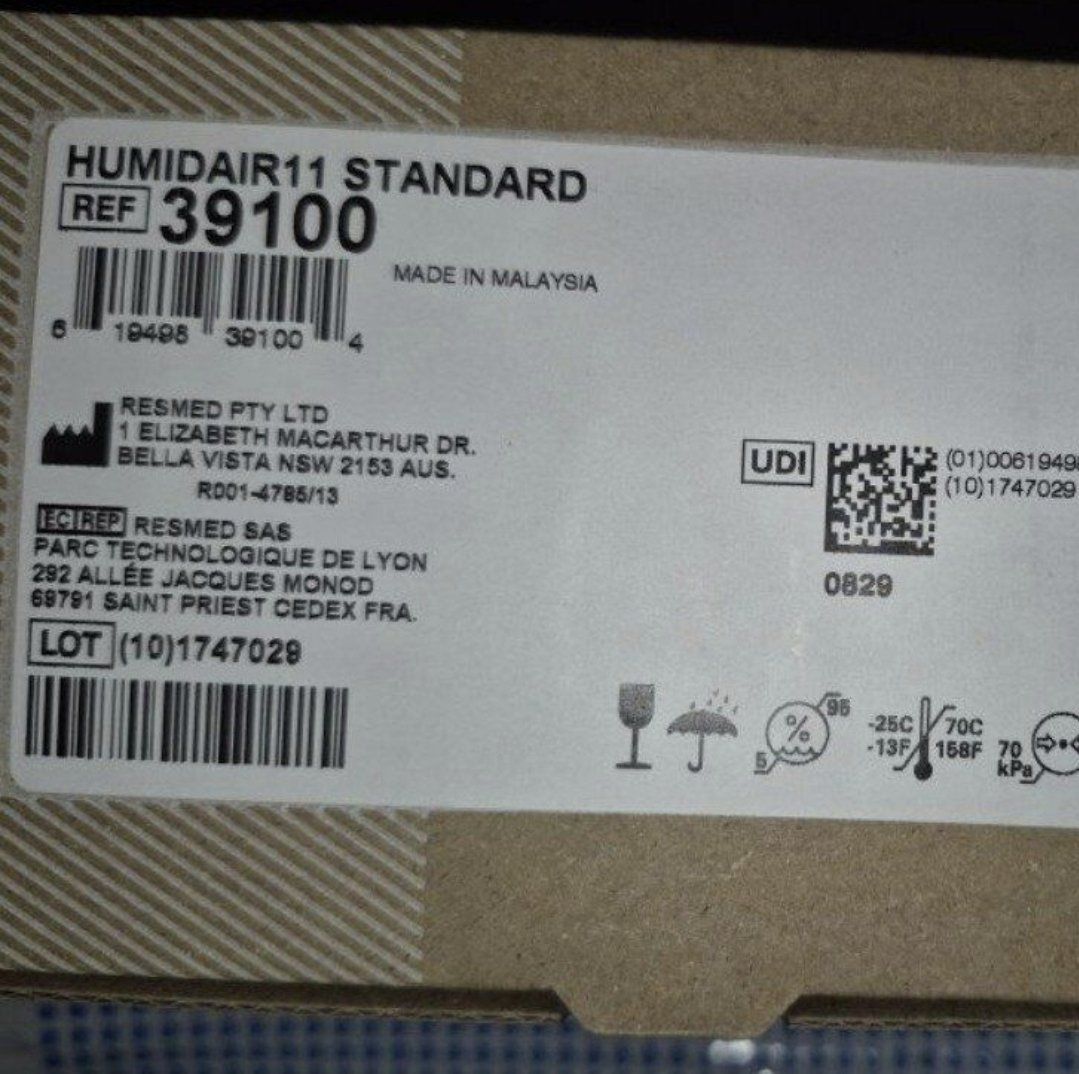 HUMIDAIR11 STANDARD
REF 39100
MADE IN MALAYSIA
6 19498 39100 4
RESMED PTY LTD
1 ELIZABETH MACARTHUR DR.
BELLA VISTA NSW 2153 AUS.
R001-4785/13
EC REP RESMED SAS
PARC TECHNOLOGIQUE DE LYON
292 ALLÉE JACQUES MONOD
69791 SAINT PRIEST CEDEX FRA.
LOT (10)1747029
UDI
(01)0061949
(10)1747029
0829
% 95
5
-25C 70C
-13F 158F
70
kPa